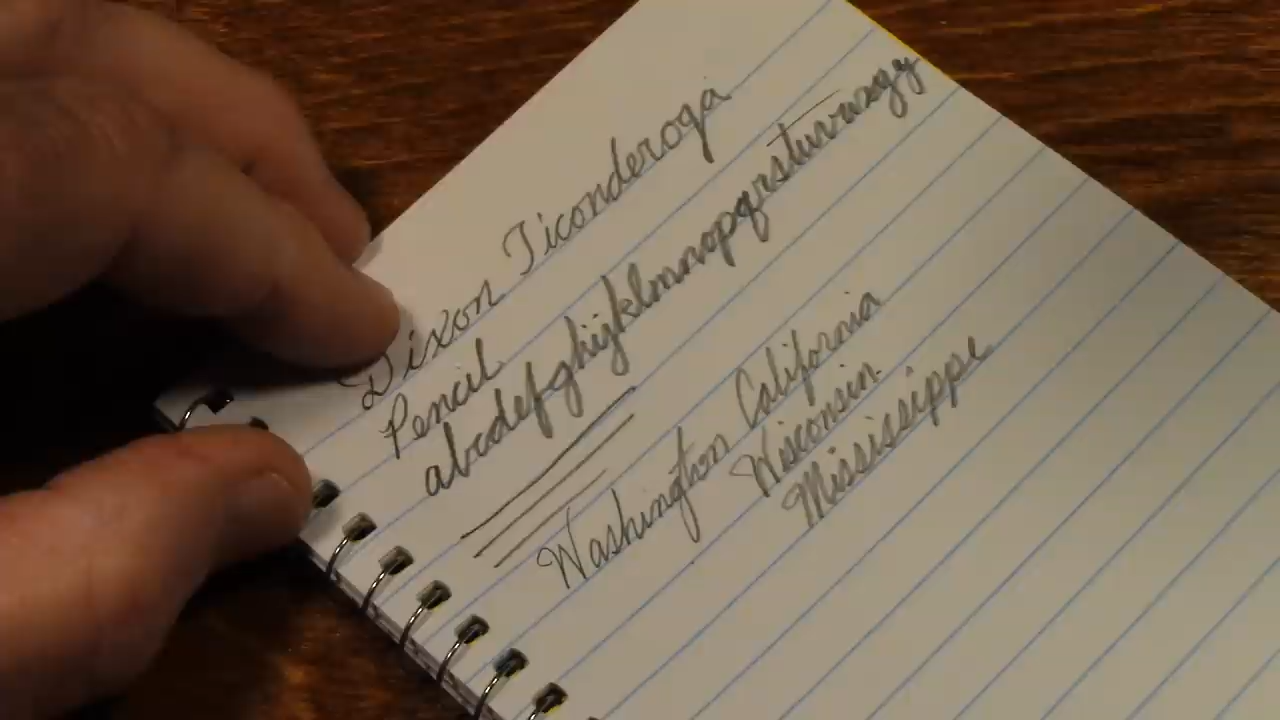 Dixon Ticonderoga
Pencil
abcdefghijklmnopqrstuvwxyz
Washington California
Wisconsin
Mississippe